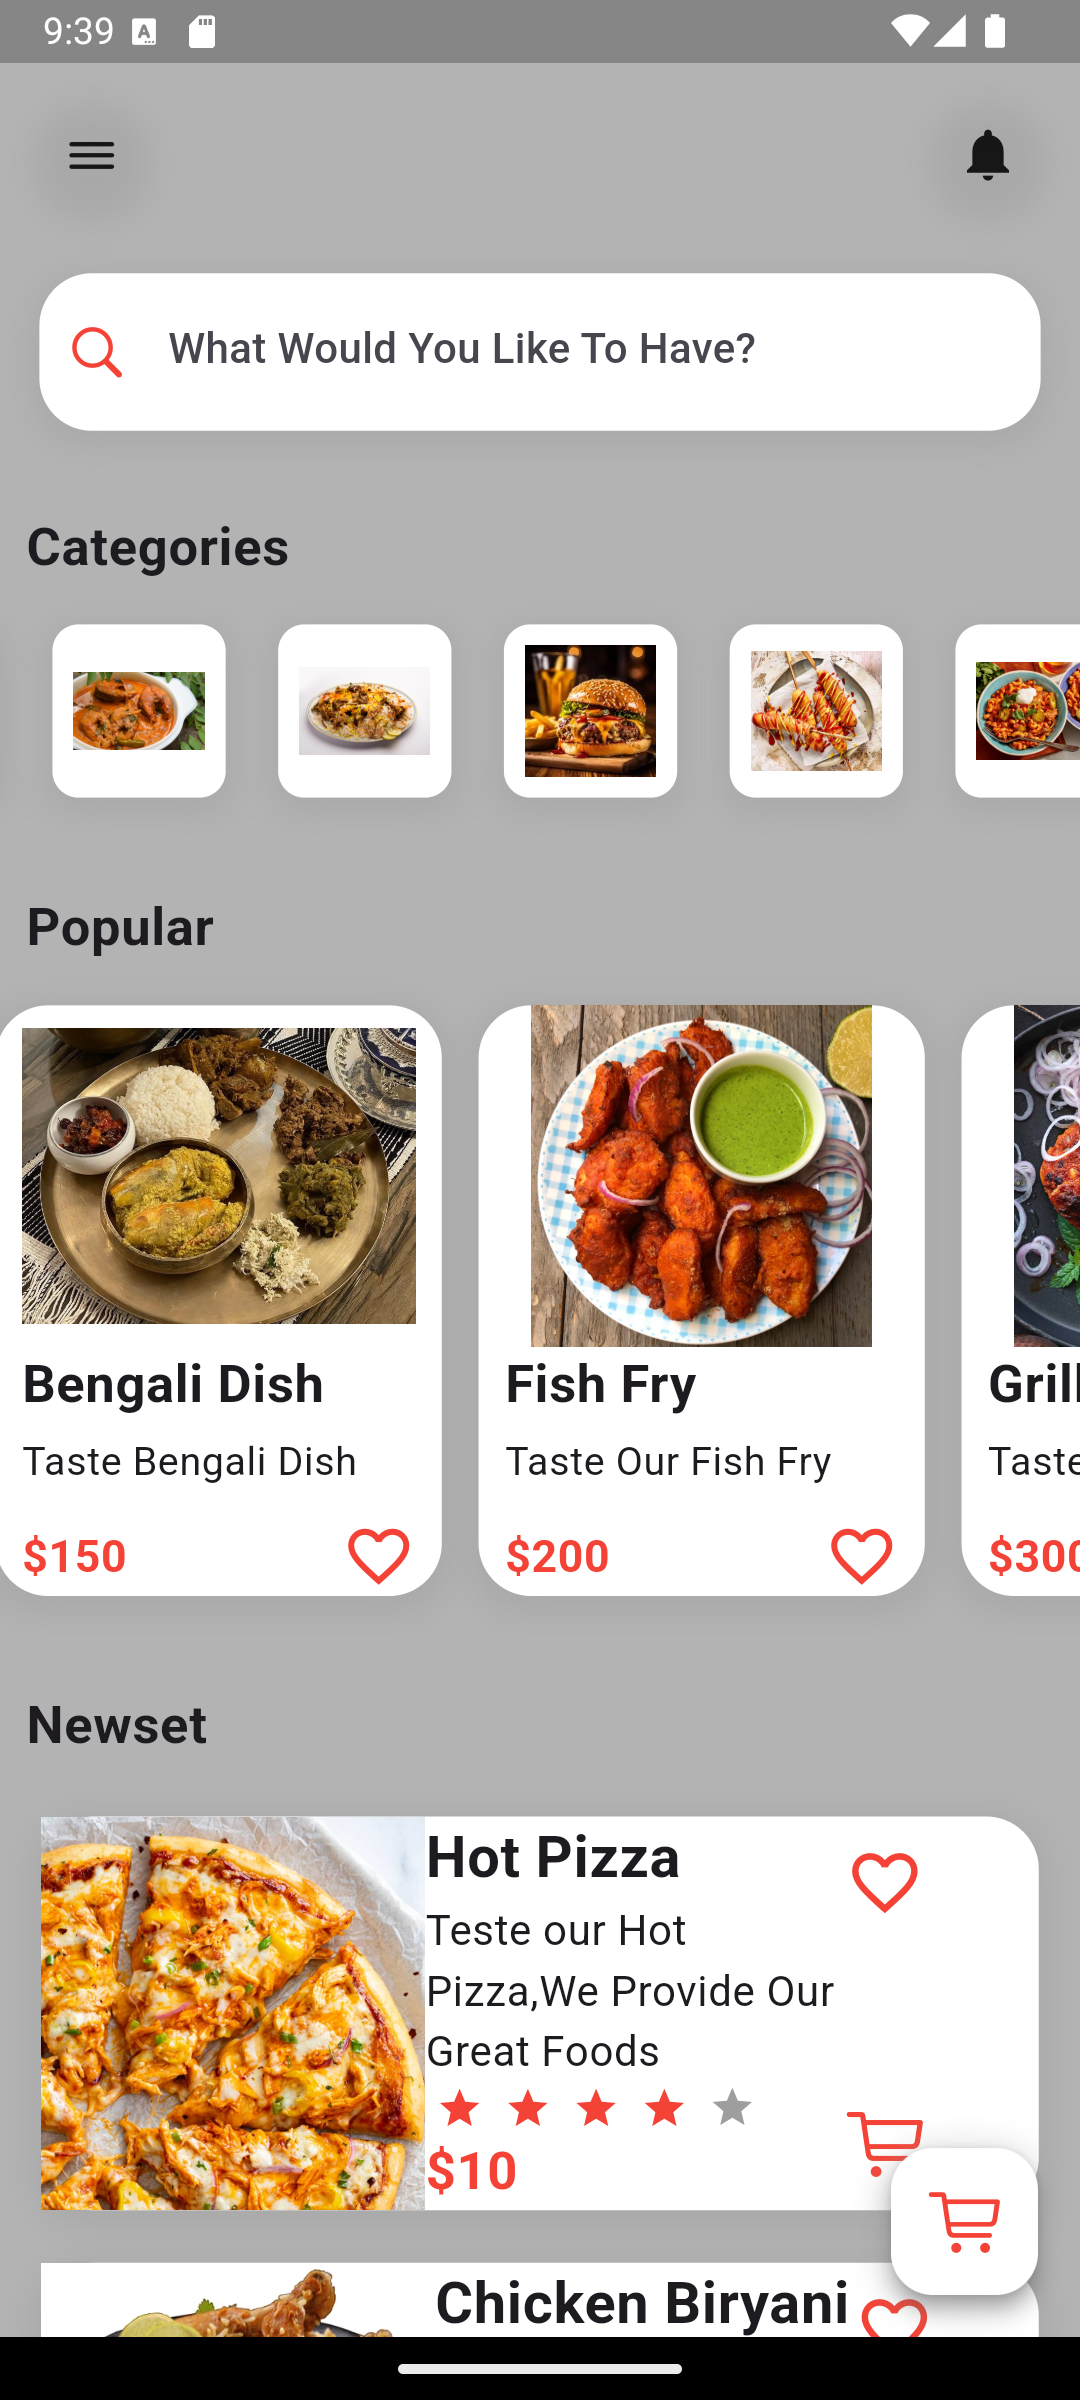 9:39
What Would You Like To Have?
Categories
Popular
Bengali Dish
Taste Bengali Dish
$150
Fish Fry
Taste Our Fish Fry
$200
Grill
Taste
$300
Newset
Hot Pizza
Teste our Hot
Pizza,We Provide Our
Great Foods
$10
Chicken Biryani